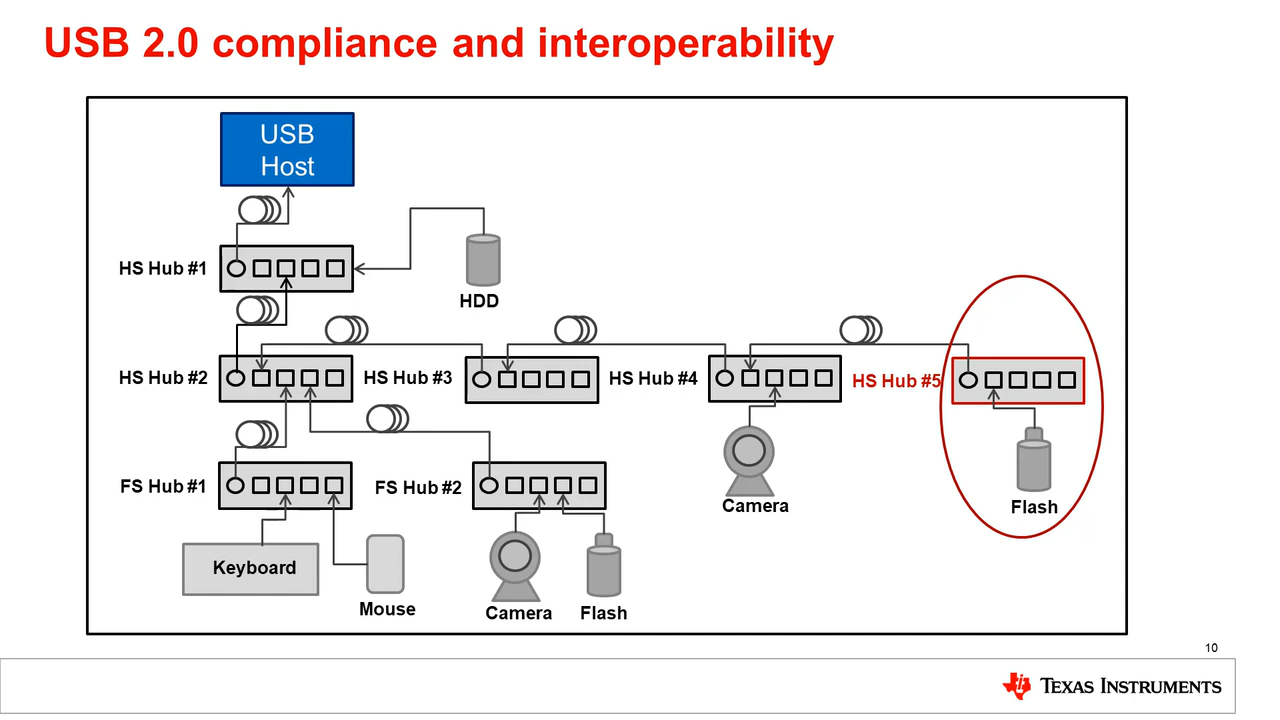 USB 2.0 compliance and interoperability
USB
Host
HS Hub #1
HDD
HS Hub #2
HS Hub #3
HS Hub #4
HS Hub #5
FS Hub #1
FS Hub #2
Camera
Flash
Keyboard
Mouse
Camera
Flash
10
TEXAS INSTRUMENTS